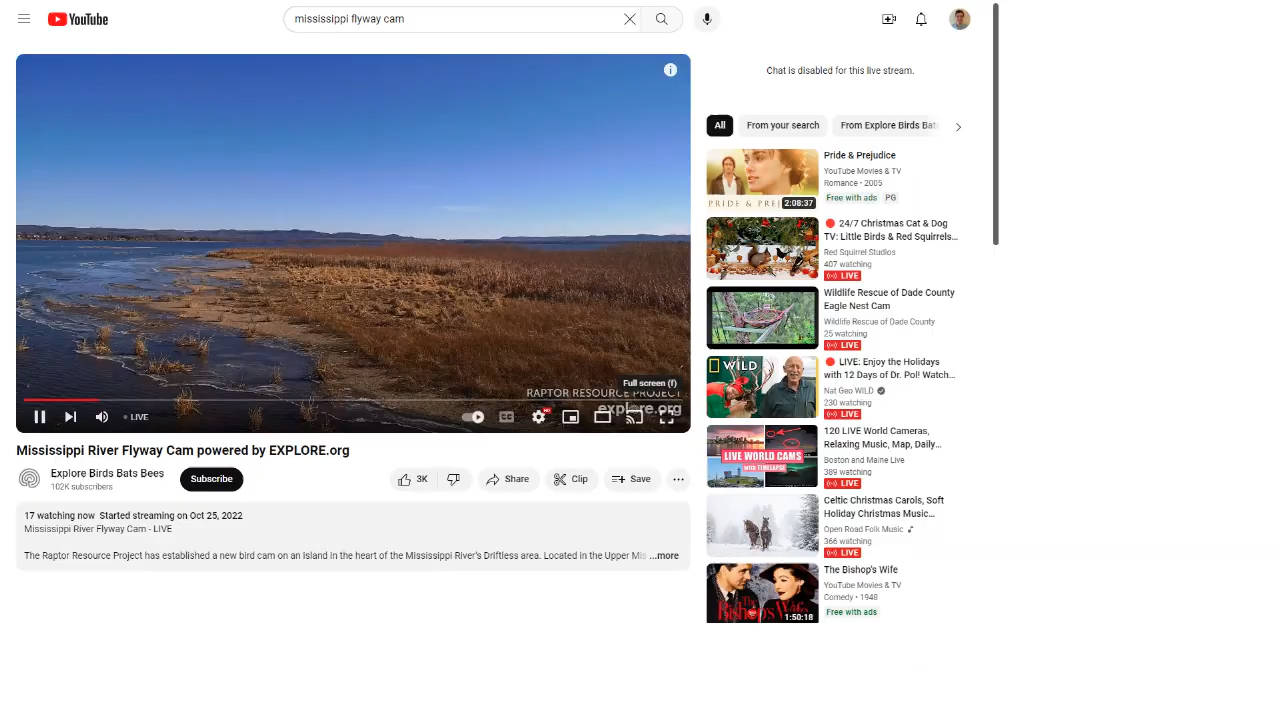 YouTube
mississippi flyway cam
Chat is disabled for this live stream.
All
From your search
From Explore Birds Bats
Pride & Prejudice
YouTube Movies & TV
Romance • 2005
Free with ads PG
PRIDE & PREJ
2:08:37
24/7 Christmas Cat & Dog
TV: Little Birds & Red Squirrels...
Red Squirrel Studios
407 watching
LIVE
Wildlife Rescue of Dade County
Eagle Nest Cam
Wildlife Rescue of Dade County
25 watching
LIVE
WILD
LIVE: Enjoy the Holidays
with 12 Days of Dr. Pol! Watch...
Nat Geo WILD
230 watching
LIVE
LIVE WORLD CAMS
with TIMELAPSE
120 LIVE World Cameras,
Relaxing Music, Map, Daily...
Boston and Maine Live
389 watching
LIVE
Celtic Christmas Carols, Soft
Holiday Christmas Music...
Open Road Folk Music
366 watching
LIVE
The Bishop's Wife
YouTube Movies & TV
Comedy • 1948
Free with ads
The
Bishop's Wife
1:50:18
Full screen (f)
RAPTOR RESOURCE PROJECT
explore.org
LIVE
CC
HD
Mississippi River Flyway Cam powered by EXPLORE.org
Explore Birds Bats Bees
102K subscribers
Subscribe
3K
Share
Clip
Save
17 watching now Started streaming on Oct 25, 2022
Mississippi River Flyway Cam - LIVE
The Raptor Resource Project has established a new bird cam on an island in the heart of the Mississippi River's Driftless area. Located in the Upper Mis ...more